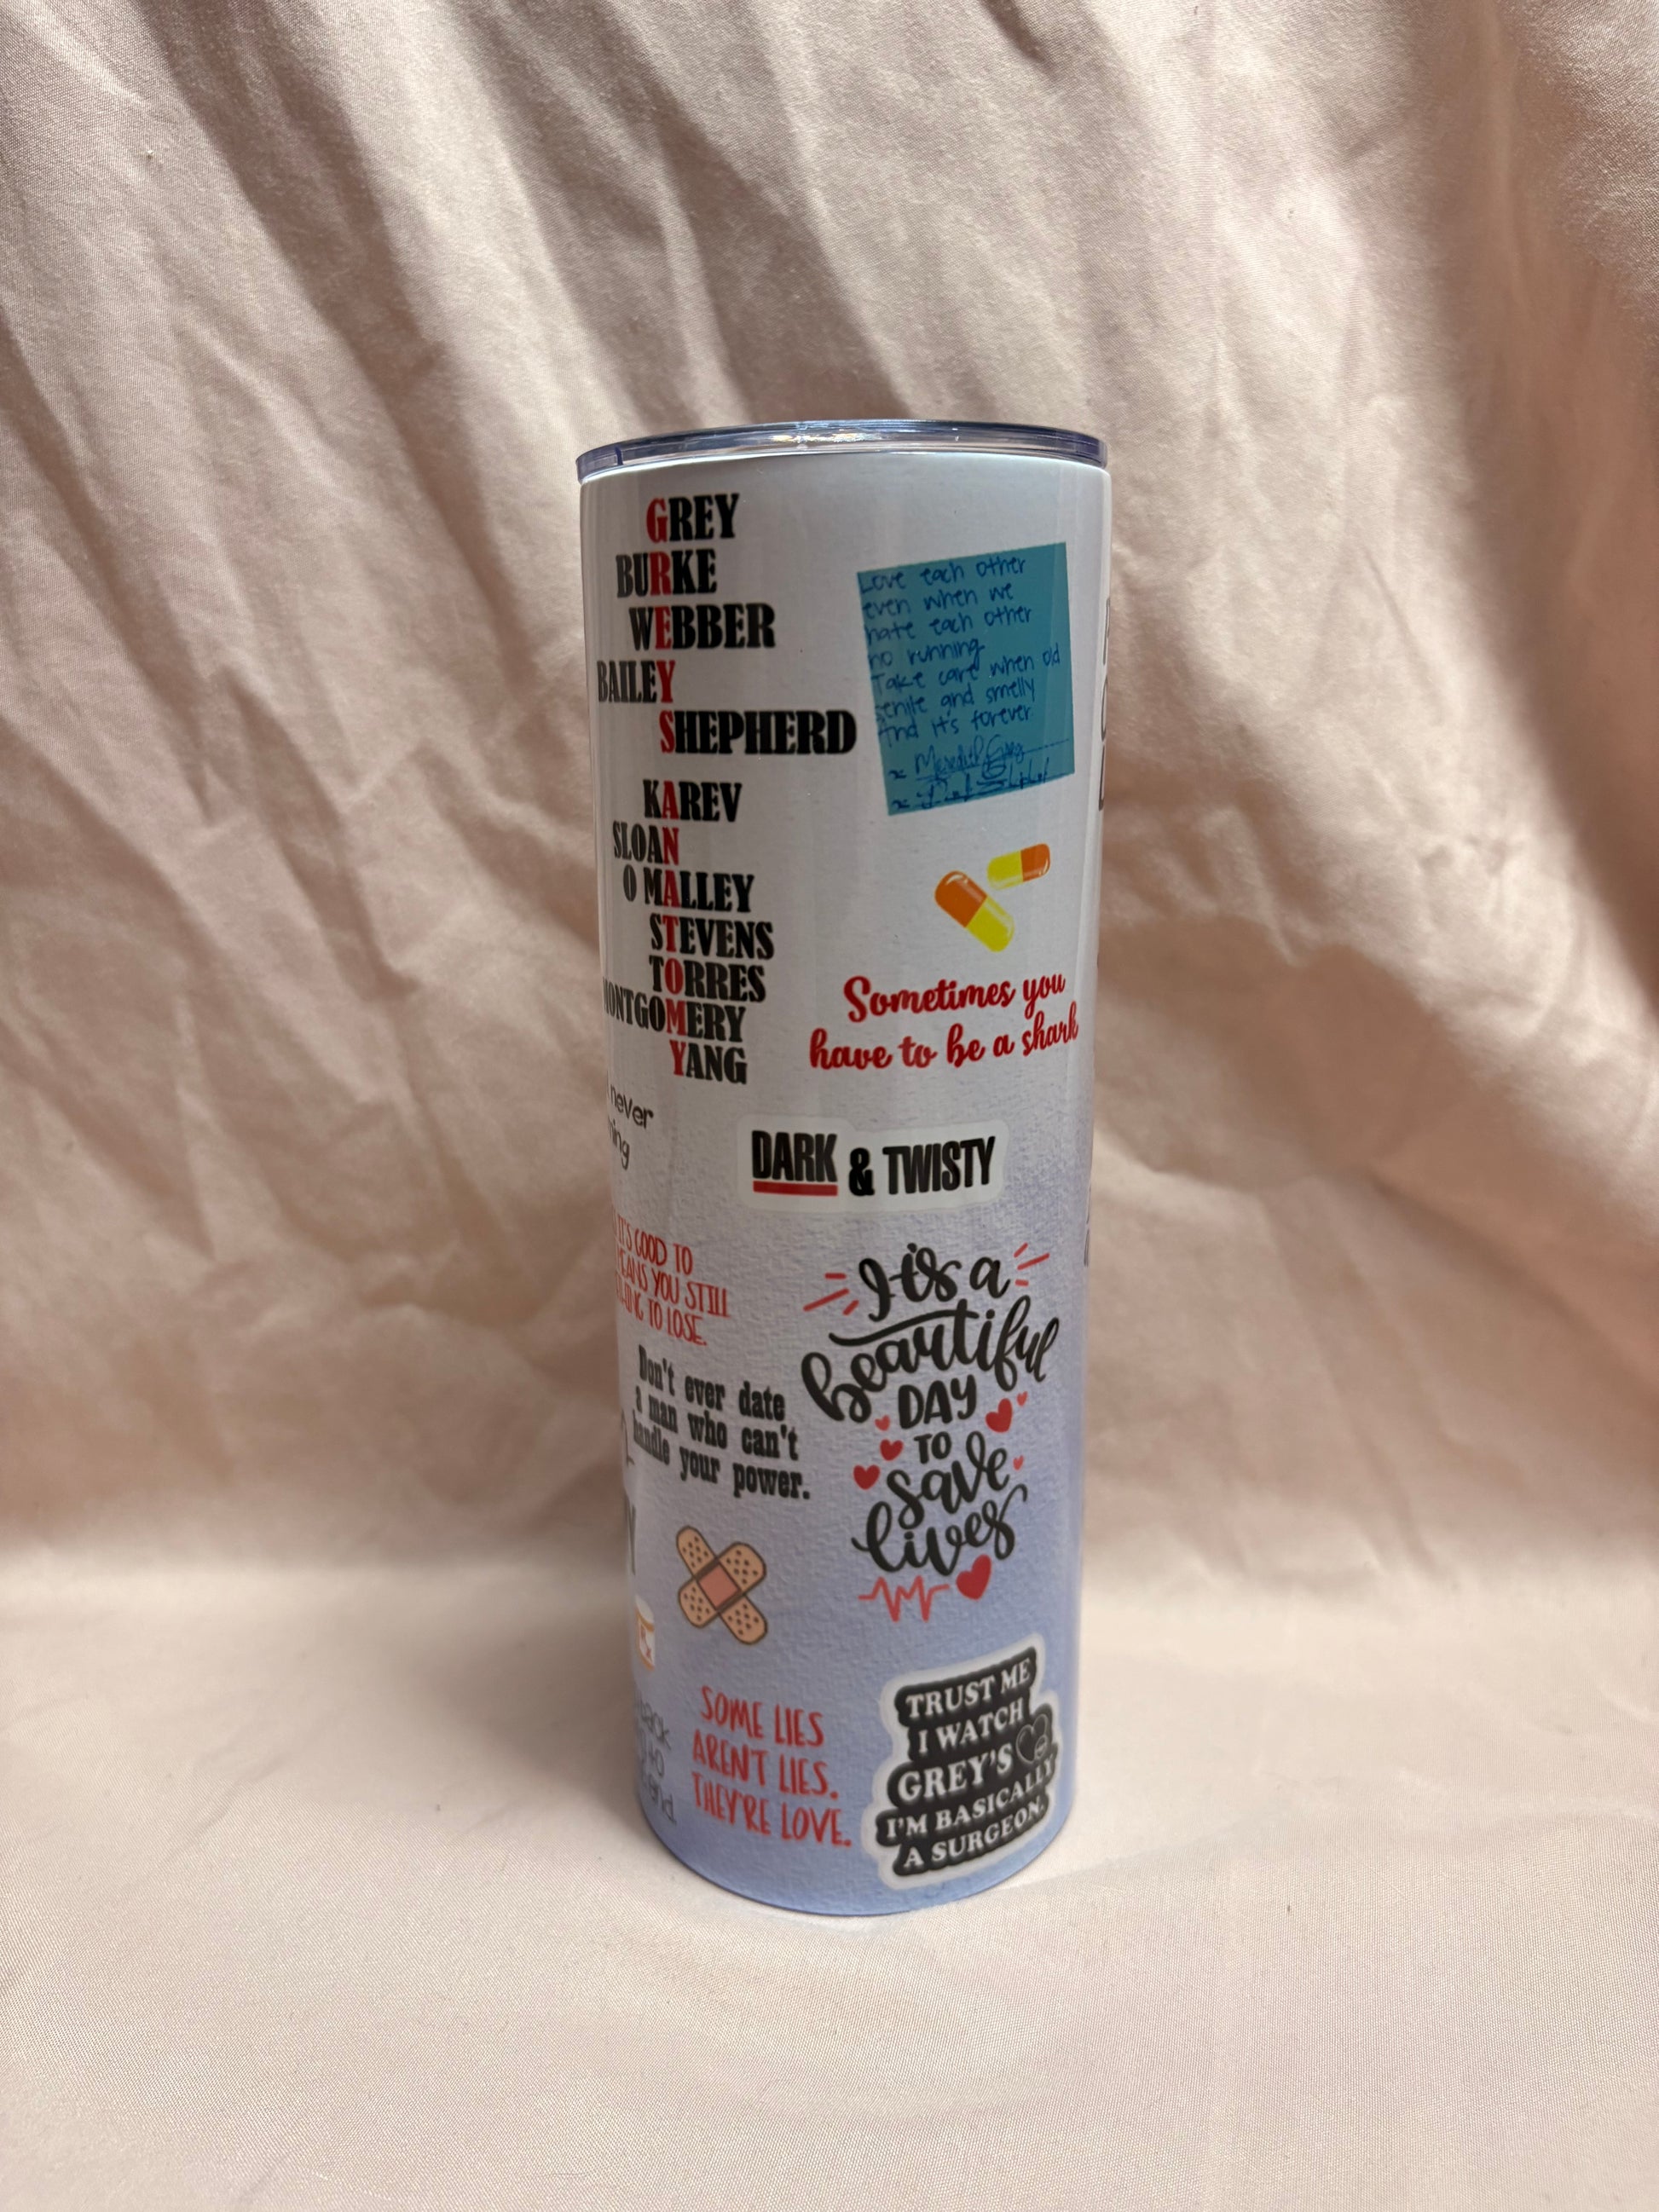 GREY
BURKE
WEBBER
BAILEY
SHEPHERD
KAREV
SLOAN
O MALLEY
STEVENS
TORRES
MONTGOMERY
YANG
Love each other
even when we
hate each other
no running
Take care when old
senile and smelly
And it's forever
x Meredith Grey
x
Sometimes you
have to be a shark
never
DARK & TWISTY
IT'S GOOD TO
YOU STILL
TO LOSE.
Don't ever date
a man who can't
handle your power.
It's a
beautiful
DAY
TO
save
lives
SOME LIES
AREN'T LIES.
THEY'RE LOVE.
TRUST ME
I WATCH
GREY'S
I'M BASICALLY
A SURGEON.